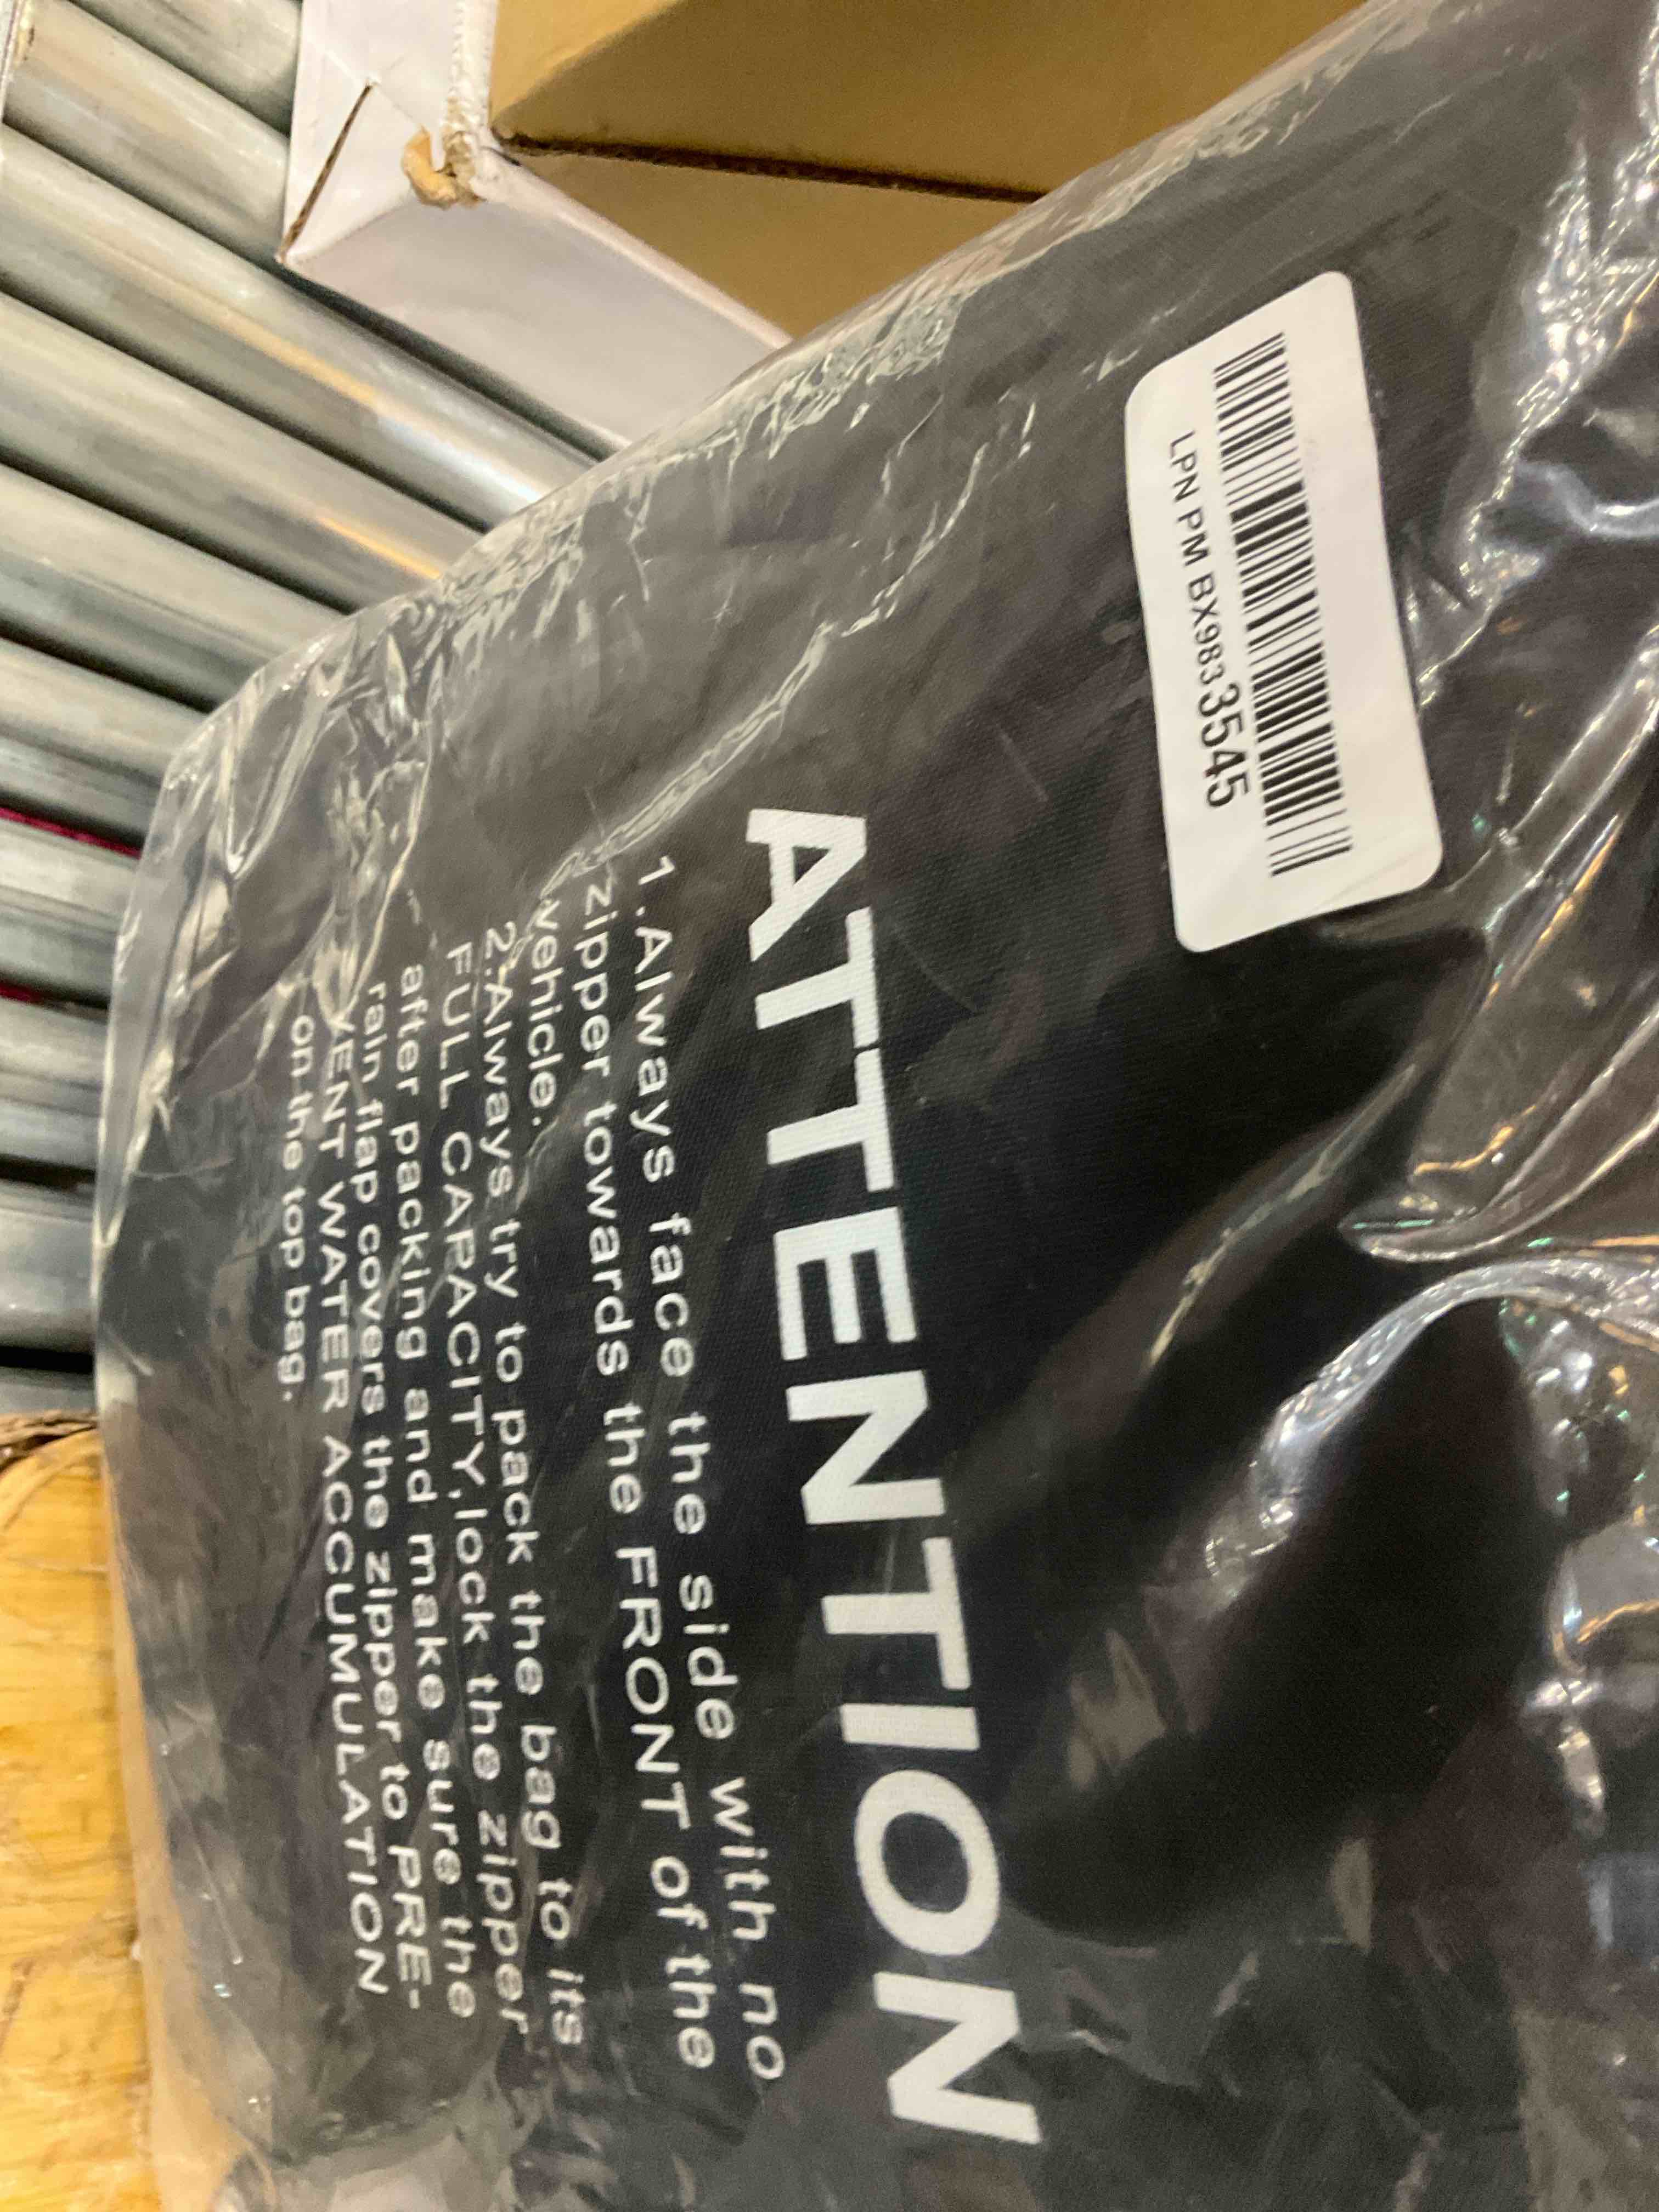 LPN PM BX9833545
ATTENTION
1.Always face the side with no
zipper towards the FRONT of the
vehicle.
2.Always try to pack the bag to its
FULL CARACITY,lock the zipper
after packing and make sure the
rain flap covers the zipper to PRE-
VENT WATER ACCUMULATION
on the top bag.